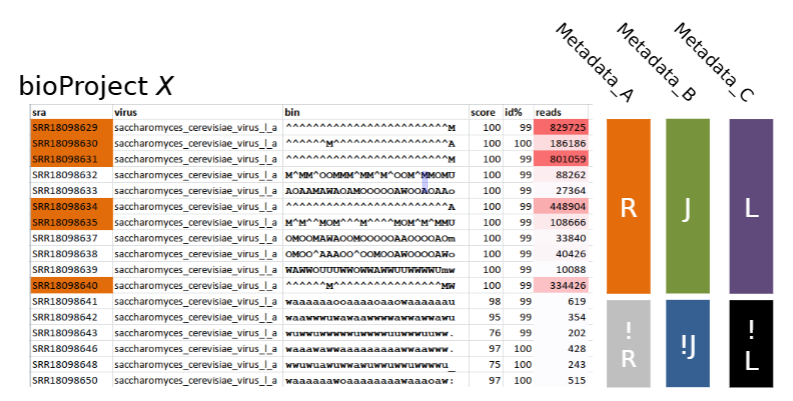 Metadata_A
Metadata_B
Metadata_C
bioProject X
sra virus bin score id% reads
SRR18098629 saccharomyces_cerevisiae_virus_l_a ^^^^^^^^^^^^^^^^^^^^^^^^M 100 99 829725
SRR18098630 saccharomyces_cerevisiae_virus_l_a ^^^^^^M^^^^^^^^^^^^^^^^^A 100 100 186186
SRR18098631 saccharomyces_cerevisiae_virus_l_a ^^^^^^^^^^^^^^^^^^^^^^^^M 100 99 801059
SRR18098632 saccharomyces_cerevisiae_virus_l_a M^MM^OOMMM^MM^M^OOM^MMOMU 100 99 88262
SRR18098633 saccharomyces_cerevisiae_virus_l_a AOAAMAWAOAMOOOOOAWOOAOAAo 100 99 27364
SRR18098634 saccharomyces_cerevisiae_virus_l_a ^^^^^^^^^^^^^^^^^^^^^^^^A 100 99 448904
SRR18098635 saccharomyces_cerevisiae_virus_l_a M^M^^MOM^^^M^^^^MOM^M^MMU 100 99 108666
SRR18098637 saccharomyces_cerevisiae_virus_l_a OMOOMAWAOOMOOOOOAAOOOOAOm 100 99 33840
SRR18098638 saccharomyces_cerevisiae_virus_l_a OMOO^AAAOO^OOMOOAWOOOOAWo 100 99 40426
SRR18098639 saccharomyces_cerevisiae_virus_l_a WAWWOUUUWWOWWAWWUUWWWWUmw 100 99 10088
SRR18098640 saccharomyces_cerevisiae_virus_l_a ^^^^^^M^^^^^^^^^^^^^^^^MW 100 99 334426
SRR18098641 saccharomyces_cerevisiae_virus_l_a waaaaaaooaaaaoaaowaaaaaau 98 99 619
SRR18098642 saccharomyces_cerevisiae_virus_l_a waawwwuwawaawwwwawwawwawu 95 99 354
SRR18098643 saccharomyces_cerevisiae_virus_l_a wuwwuwwwwwuwwwwuuwwwuuww. 76 99 202
SRR18098646 saccharomyces_cerevisiae_virus_l_a waaawawwaaaaaaaaawwaawww. 97 100 428
SRR18098648 saccharomyces_cerevisiae_virus_l_a wwuwuawuwwawuwwuwwuwwwwu_ 75 100 243
SRR18098650 saccharomyces_cerevisiae_virus_l_a waaaaaawoaaaaaaaawaaaoaw: 97 100 515
R J L
!R !J !L